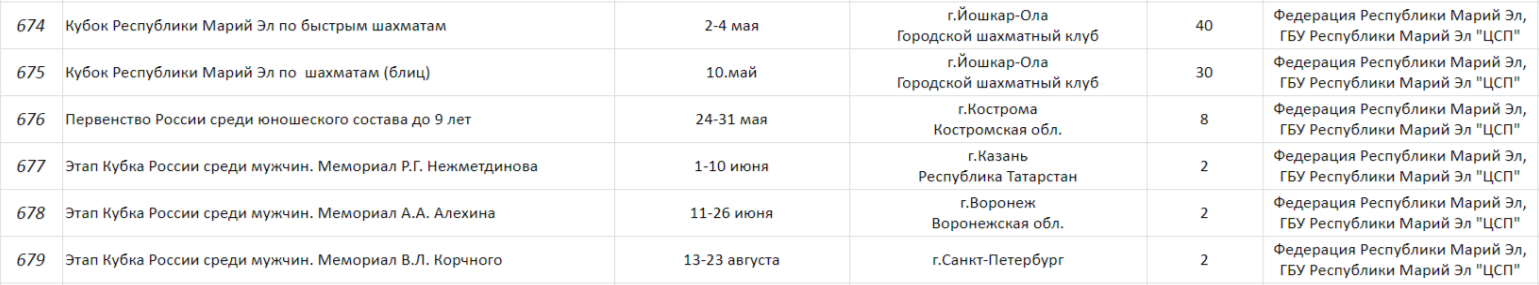 674 Кубок Республики Марий Эл по быстрым шахматам 2-4 мая г.Йошкар-Ола Городской шахматный клуб 40 Федерация Республики Марий Эл, ГБУ Республики Марий Эл "ЦСП"
675 Кубок Республики Марий Эл по шахматам (блиц) 10.май г.Йошкар-Ола Городской шахматный клуб 30 Федерация Республики Марий Эл, ГБУ Республики Марий Эл "ЦСП"
676 Первенство России среди юношеского состава до 9 лет 24-31 мая г.Кострома Костромская обл. 8 Федерация Республики Марий Эл, ГБУ Республики Марий Эл "ЦСП"
677 Этап Кубка России среди мужчин. Мемориал Р.Г. Нежметдинова 1-10 июня г.Казань Республика Татарстан 2 Федерация Республики Марий Эл, ГБУ Республики Марий Эл "ЦСП"
678 Этап Кубка России среди мужчин. Мемориал А.А. Алехина 11-26 июня г.Воронеж Воронежская обл. 2 Федерация Республики Марий Эл, ГБУ Республики Марий Эл "ЦСП"
679 Этап Кубка России среди мужчин. Мемориал В.Л. Корчного 13-23 августа г.Санкт-Петербург 2 Федерация Республики Марий Эл, ГБУ Республики Марий Эл "ЦСП"